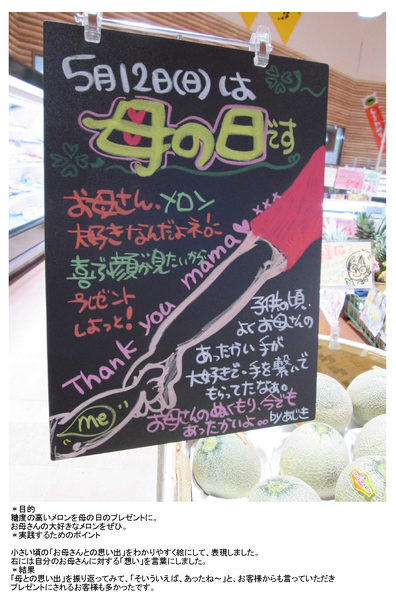 5月12日(日)は
母の日です
お母さん、メロン
大好きなんだよネ!
喜ぶ顔が見たいから
プレゼント
しよっと!
Thank you mama
×××
子供の頃、
よくお母さんの
あったかい手が
大好きで手を繋いで
もらってたなぁ。
お母さんのぬくもり、今でも
あったかいよ。。
byあじき
me
＊目的
糖度の高いメロンを母の日のプレゼントに。
お母さんの大好きなメロンをぜひ。
＊実践するためのポイント
小さい頃の「お母さんとの思い出」をわかりやすく絵にして、表現しました。
右には自分のお母さんに対する「想い」を言葉にしました。
＊結果
「母との思い出」を振り返ってみて、「そいういえば、あったね～」と、お客様からも言っていただき
プレゼントにされるお客様も多かったです。